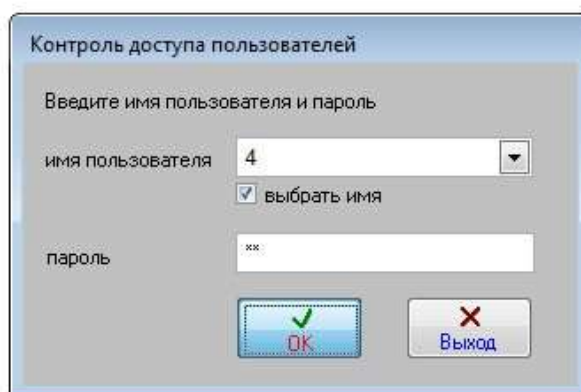 Контроль доступа пользователей
Введите имя пользователя и пароль
имя пользователя 4
выбрать имя
пароль **
OK Выход